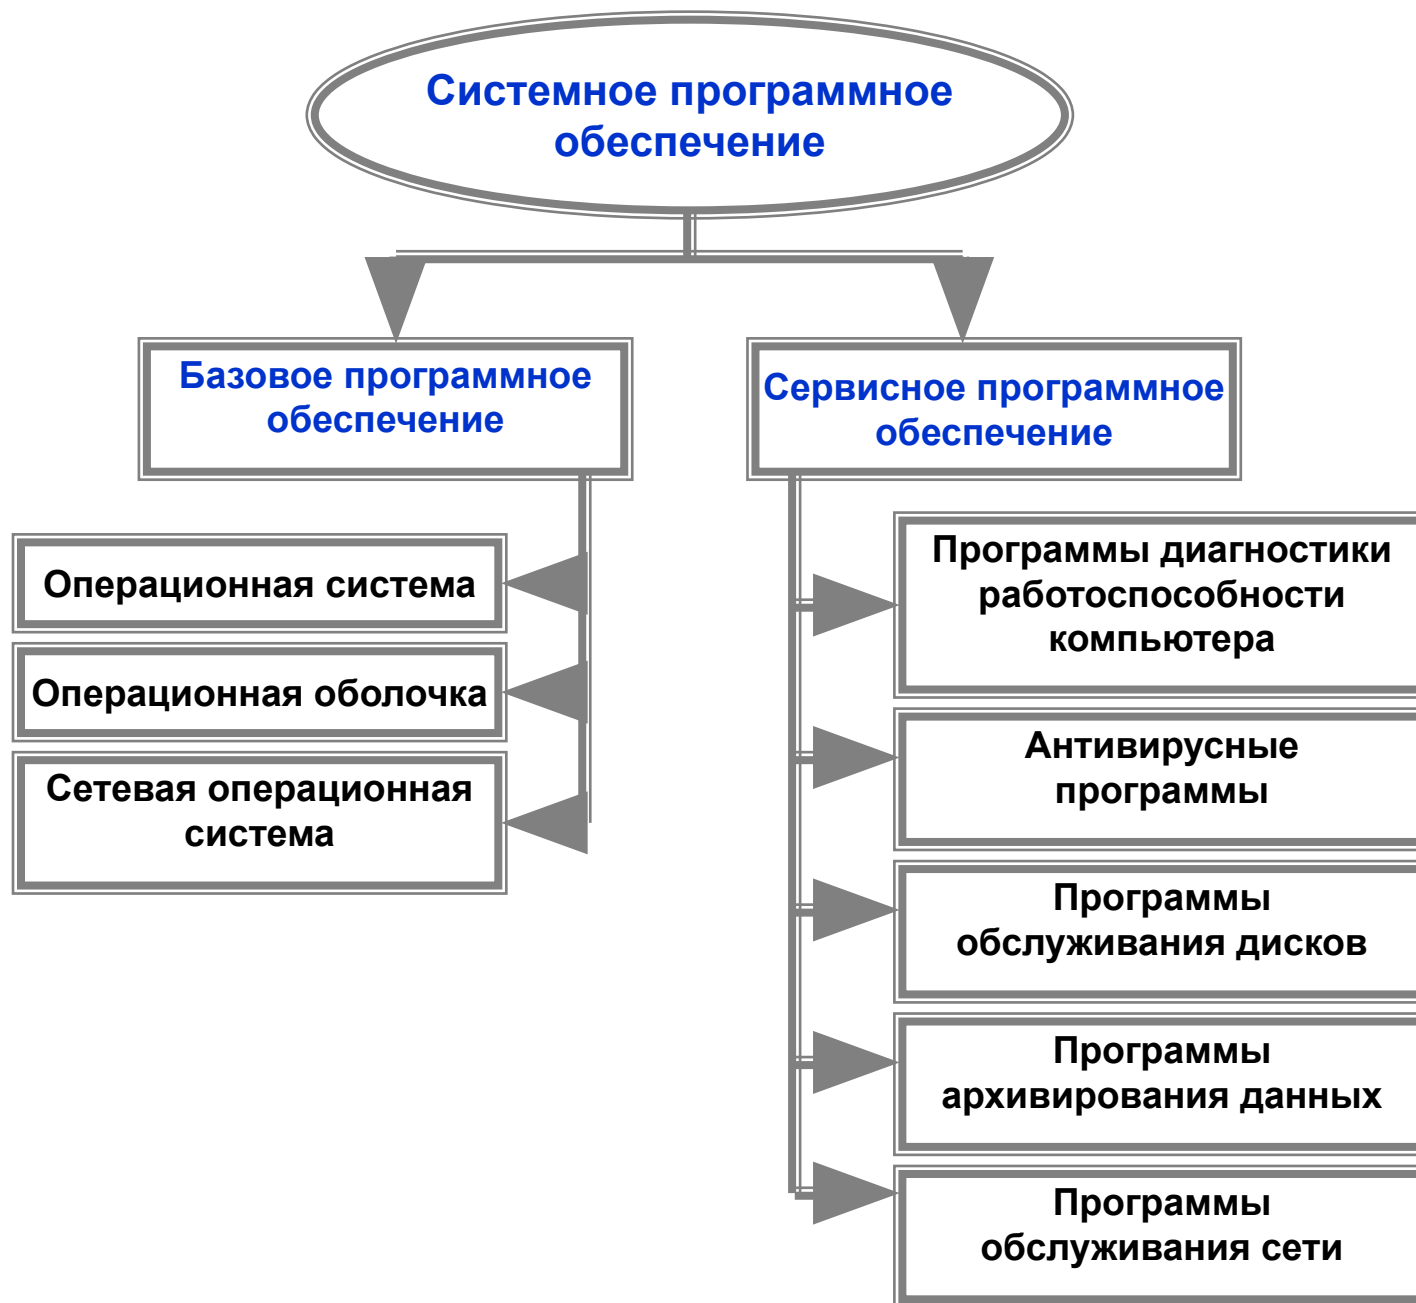 Системное программное
обеспечение
Базовое программное
обеспечение
Операционная система
Операционная оболочка
Сетевая операционная
система
Сервисное программное
обеспечение
Программы диагностики
работоспособности
компьютера
Антивирусные
программы
Программы
обслуживания дисков
Программы
архивирования данных
Программы
обслуживания сети